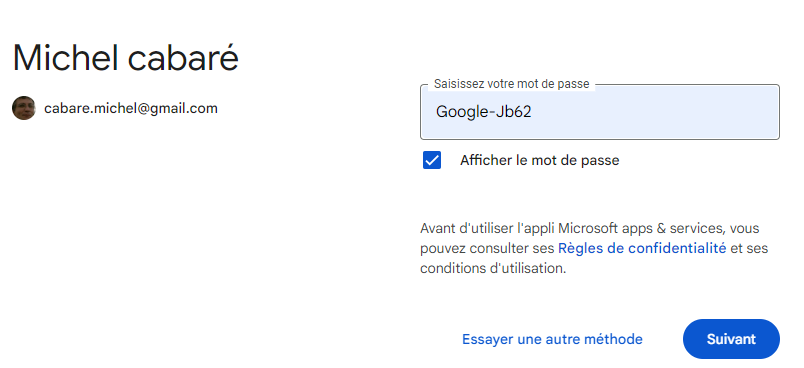 Michel cabaré
cabare.michel@gmail.com
Saisissez votre mot de passe
Google-Jb62
Afficher le mot de passe
Avant d'utiliser l'appli Microsoft apps & services, vous
pouvez consulter ses Règles de confidentialité et ses
conditions d'utilisation.
Essayer une autre méthode
Suivant